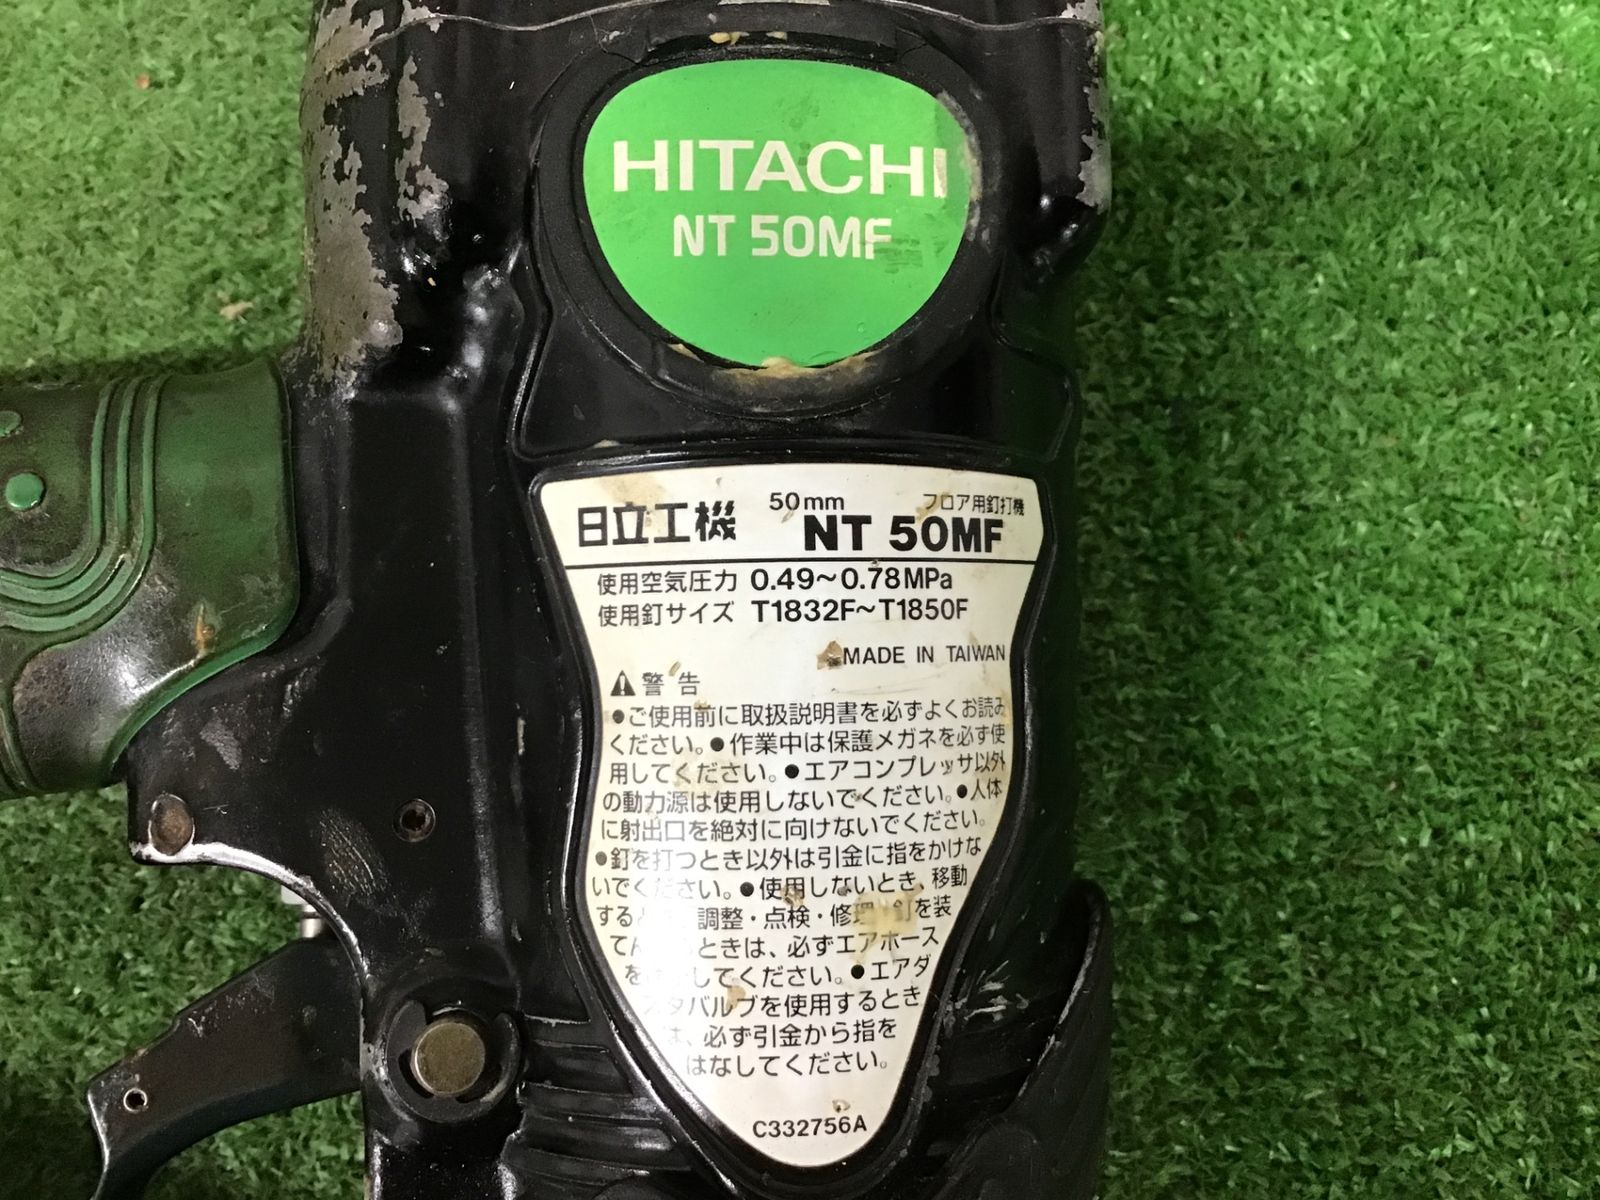 HITACHI
NT 50MF
日立工機 50mm フロア用釘打機
NT 50MF
使用空気圧力 0.49～0.78MPa
使用釘サイズ T1832F～T1850F
MADE IN TAIWAN
警告
●ご使用前に取扱説明書を必ずよくお読み
ください。●作業中は保護メガネを必ず使
用してください。●エアコンプレッサ以外
の動力源は使用しないでください。●人体
に射出口を絶対に向けないでください。
●釘を打つとき以外は引金に指をかけな
いでください。●使用しないとき、移動
する 調整・点検・修理 釘を装
てん ときは、必ずエアホース
を してください。●エアダ
スタバルブを使用するとき
は、必ず引金から指を
はなしてください。
C332756A